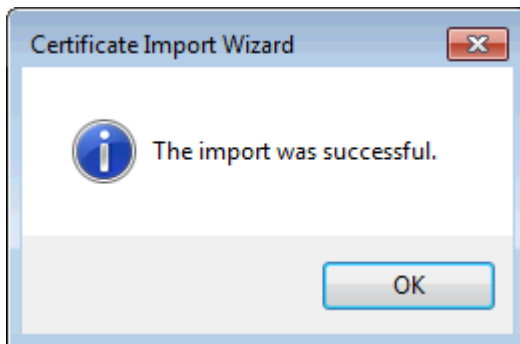 Certificate Import Wizard
The import was successful.
OK